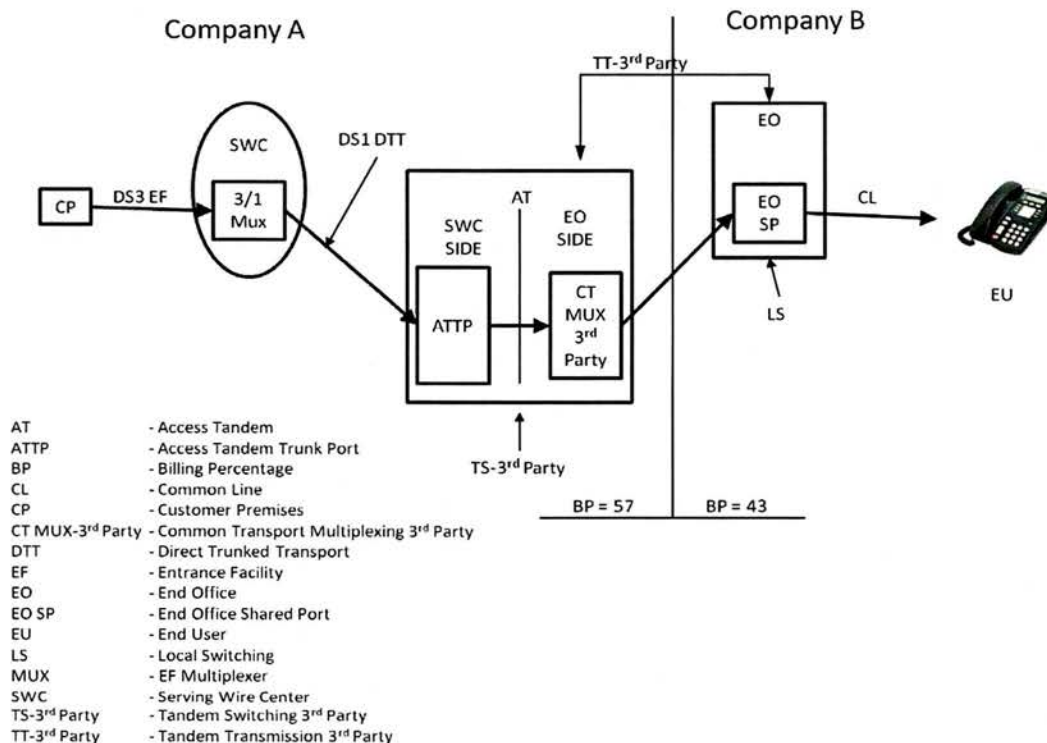 Company A
Company B
TT-3rd Party
EO
SWC
DS1 DTT
CP
DS3 EF
3/1
Mux
AT
SWC
SIDE
EO
SIDE
EO
SP
CL
ATTP
CT
MUX
3rd
Party
LS
EU
TS-3rd Party
BP = 57
BP = 43
AT - Access Tandem
ATTP - Access Tandem Trunk Port
BP - Billing Percentage
CL - Common Line
CP - Customer Premises
CT MUX-3rd Party - Common Transport Multiplexing 3rd Party
DTT - Direct Trunked Transport
EF - Entrance Facility
EO - End Office
EO SP - End Office Shared Port
EU - End User
LS - Local Switching
MUX - EF Multiplexer
SWC - Serving Wire Center
TS-3rd Party - Tandem Switching 3rd Party
TT-3rd Party - Tandem Transmission 3rd Party